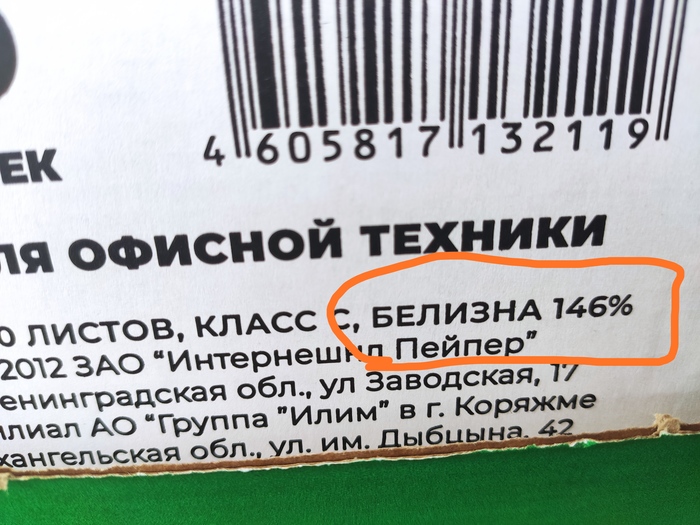 4 605817 132119
ЕК
ЛЯ ОФИСНОЙ ТЕХНИКИ
0 ЛИСТОВ, КЛАСС С, БЕЛИЗНА 146%
2012 ЗАО "Интернешнл Пейпер"
енинградская обл., ул Заводская, 17
лиал АО "Группа "Илим" в г. Коряжме
хангельская обл., ул. им. Дыбцына. 42